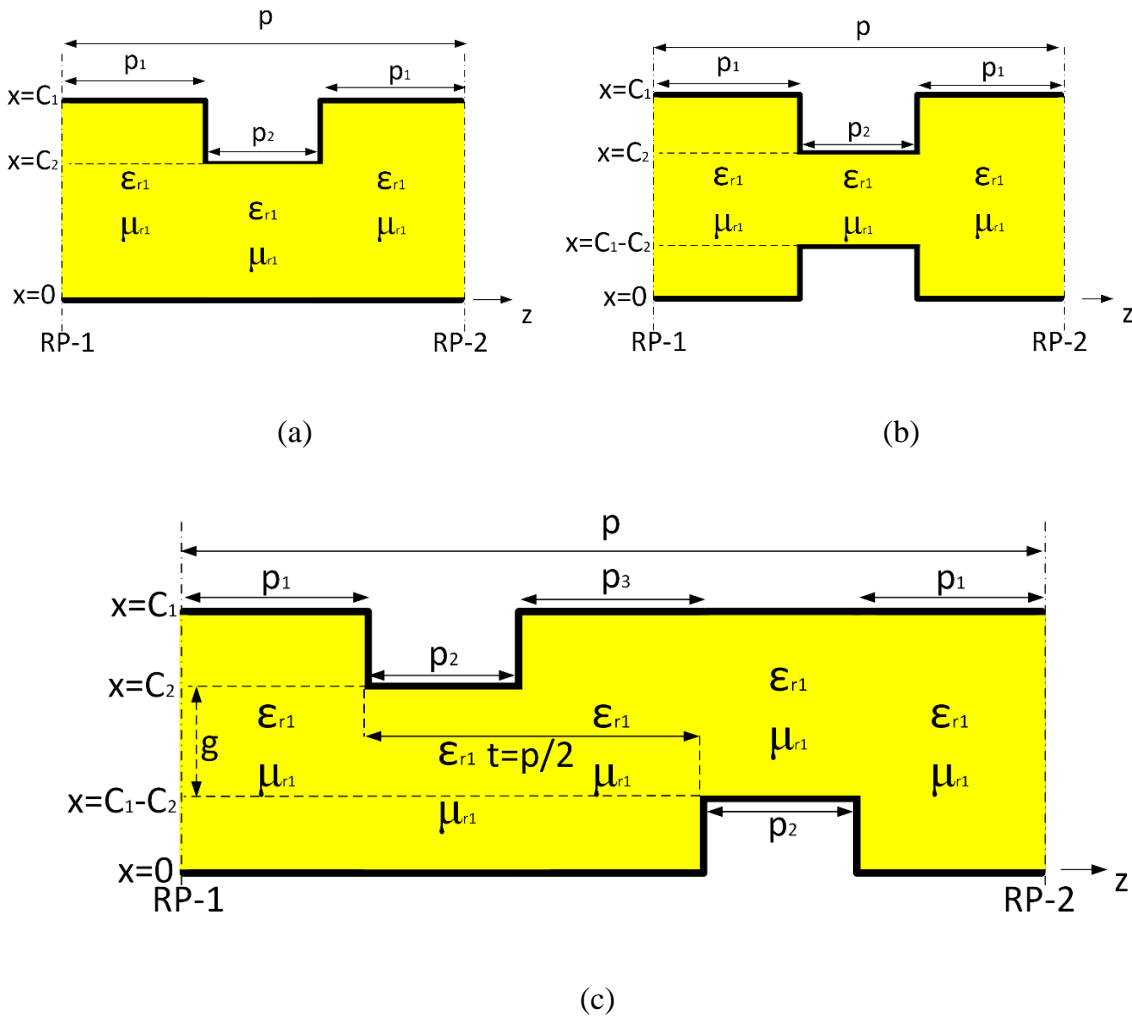 p
p₁
p₁
x=C₁
p₂
x=C₂
εr1
εr1
εr1
μr1
μr1
μr1
x=0
z
RP-1
RP-2
(a)
p
p₁
p₁
x=C₁
p₂
x=C₂
εr1
εr1
εr1
μr1
μr1
μr1
x=C₁-C₂
x=0
z
RP-1
RP-2
(b)
p
p₁
p₃
p₁
x=C₁
p₂
x=C₂
εr1
g
εr1
εr1
εr1
εr1 t=p/2
μr1
μr1
μr1
μr1
x=C₁-C₂
μr1
p₂
x=0
z
RP-1
RP-2
(c)